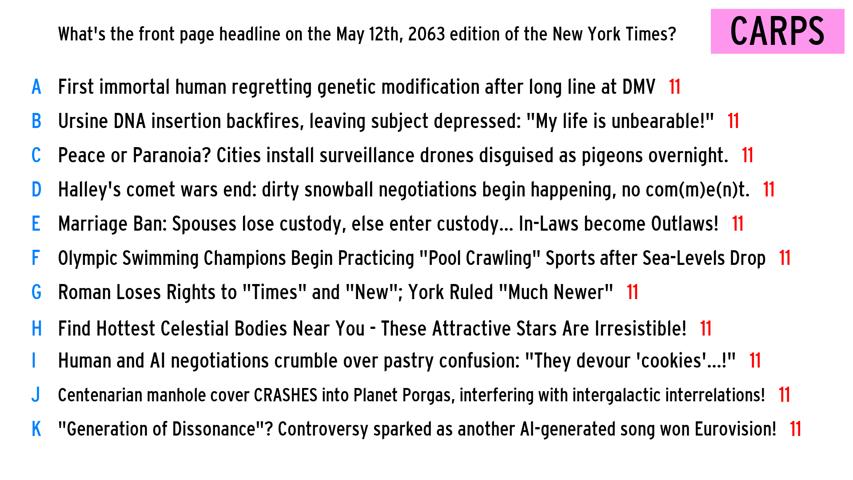 What's the front page headline on the May 12th, 2063 edition of the New York Times?
CARPS
A First immortal human regretting genetic modification after long line at DMV 11
B Ursine DNA insertion backfires, leaving subject depressed: "My life is unbearable!" 11
C Peace or Paranoia? Cities install surveillance drones disguised as pigeons overnight. 11
D Halley's comet wars end: dirty snowball negotiations begin happening, no com(m)e(n)t. 11
E Marriage Ban: Spouses lose custody, else enter custody... In-Laws become Outlaws! 11
F Olympic Swimming Champions Begin Practicing "Pool Crawling" Sports after Sea-Levels Drop 11
G Roman Loses Rights to "Times" and "New"; York Ruled "Much Newer" 11
H Find Hottest Celestial Bodies Near You - These Attractive Stars Are Irresistible! 11
I Human and AI negotiations crumble over pastry confusion: "They devour 'cookies'...!" 11
J Centenarian manhole cover CRASHES into Planet Porgas, interfering with intergalactic interrelations! 11
K "Generation of Dissonance"? Controversy sparked as another AI-generated song won Eurovision! 11